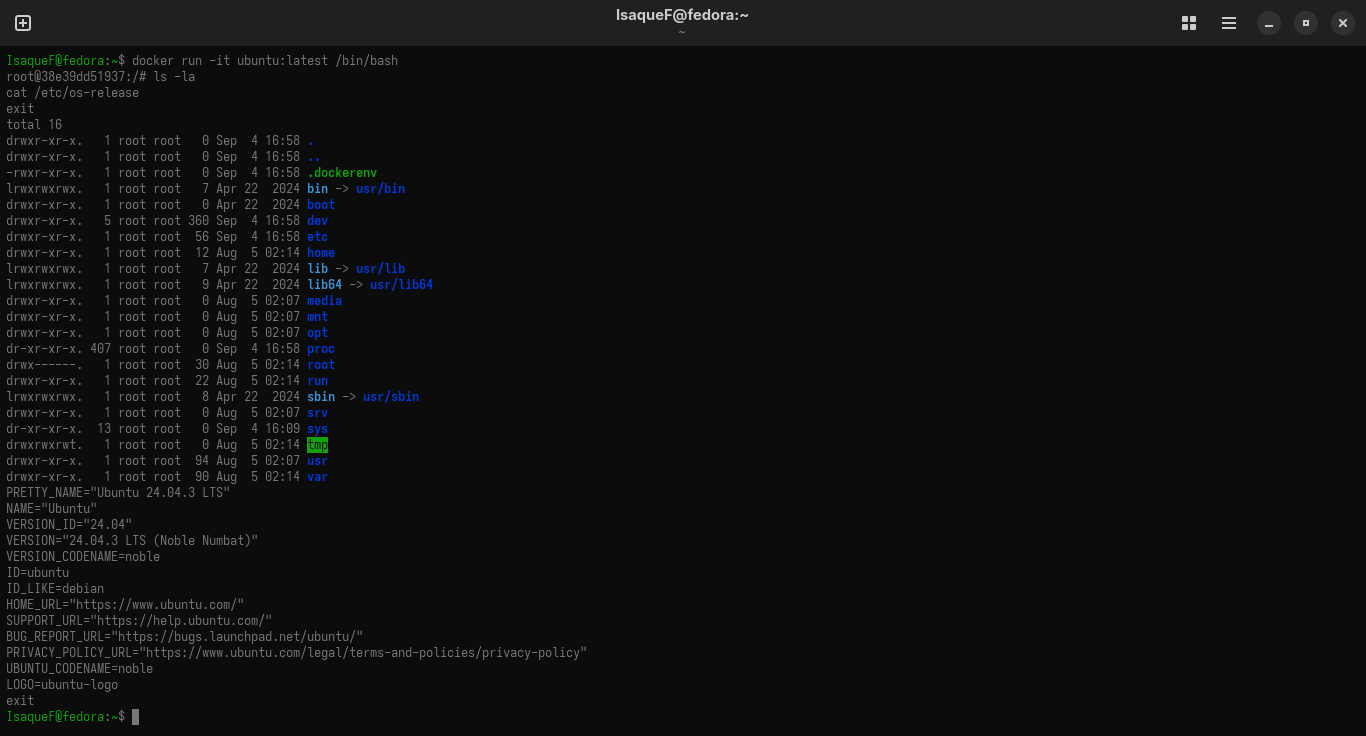 IsaqueF@fedora:~
~
IsaqueF@fedora:~$ docker run -it ubuntu:latest /bin/bash
root@38e39dd51937:/# ls -la
cat /etc/os-release
exit
total 16
drwxr-xr-x.   1 root root   0 Sep  4 16:58 .
drwxr-xr-x.   1 root root   0 Sep  4 16:58 ..
-rwxr-xr-x.   1 root root   0 Sep  4 16:58 .dockerenv
lrwxrwxrwx.   1 root root   7 Apr 22  2024 bin -> usr/bin
drwxr-xr-x.   1 root root   0 Apr 22  2024 boot
drwxr-xr-x.   5 root root 360 Sep  4 16:58 dev
drwxr-xr-x.   1 root root  56 Sep  4 16:58 etc
drwxr-xr-x.   1 root root  12 Aug  5 02:14 home
lrwxrwxrwx.   1 root root   7 Apr 22  2024 lib -> usr/lib
lrwxrwxrwx.   1 root root   9 Apr 22  2024 lib64 -> usr/lib64
drwxr-xr-x.   1 root root   0 Aug  5 02:07 media
drwxr-xr-x.   1 root root   0 Aug  5 02:07 mnt
drwxr-xr-x.   1 root root   0 Aug  5 02:07 opt
dr-xr-xr-x. 407 root root   0 Sep  4 16:58 proc
drwx------.   1 root root  30 Aug  5 02:14 root
drwxr-xr-x.   1 root root  22 Aug  5 02:14 run
lrwxrwxrwx.   1 root root   8 Apr 22  2024 sbin -> usr/sbin
drwxr-xr-x.   1 root root   0 Aug  5 02:07 srv
dr-xr-xr-x.  13 root root   0 Sep  4 16:09 sys
drwxrwxrwt.   1 root root   0 Aug  5 02:14 tmp
drwxr-xr-x.   1 root root  94 Aug  5 02:07 usr
drwxr-xr-x.   1 root root  90 Aug  5 02:14 var
PRETTY_NAME="Ubuntu 24.04.3 LTS"
NAME="Ubuntu"
VERSION_ID="24.04"
VERSION="24.04.3 LTS (Noble Numbat)"
VERSION_CODENAME=noble
ID=ubuntu
ID_LIKE=debian
HOME_URL="https://www.ubuntu.com/"
SUPPORT_URL="https://help.ubuntu.com/"
BUG_REPORT_URL="https://bugs.launchpad.net/ubuntu/"
PRIVACY_POLICY_URL="https://www.ubuntu.com/legal/terms-and-policies/privacy-policy"
UBUNTU_CODENAME=noble
LOGO=ubuntu-logo
exit
IsaqueF@fedora:~$